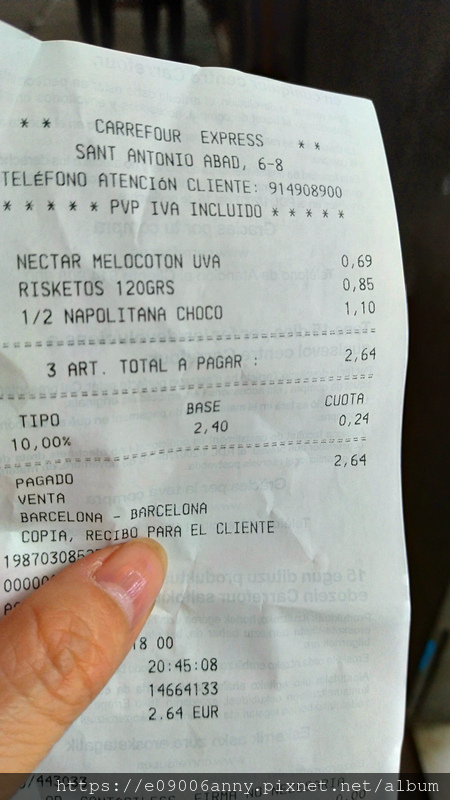 * * CARREFOUR EXPRESS * *
SANT ANTONIO ABAD, 6-8
TELÉFONO ATENCIÓN CLIENTE: 914908900
* * * * * PVP IVA INCLUIDO * * * * *
NECTAR MELOCOTON UVA 0,69
RISKETOS 120GRS 0,85
1/2 NAPOLITANA CHOCO 1,10
3 ART. TOTAL A PAGAR : 2,64
TIPO BASE CUOTA
10,00% 2,40 0,24
PAGADO 2,64
VENTA
BARCELONA - BARCELONA
COPIA, RECIBO PARA EL CLIENTE
18 00
20:45:08
14664133
2.64 EUR
https://e09006anny.pixnet.net/album